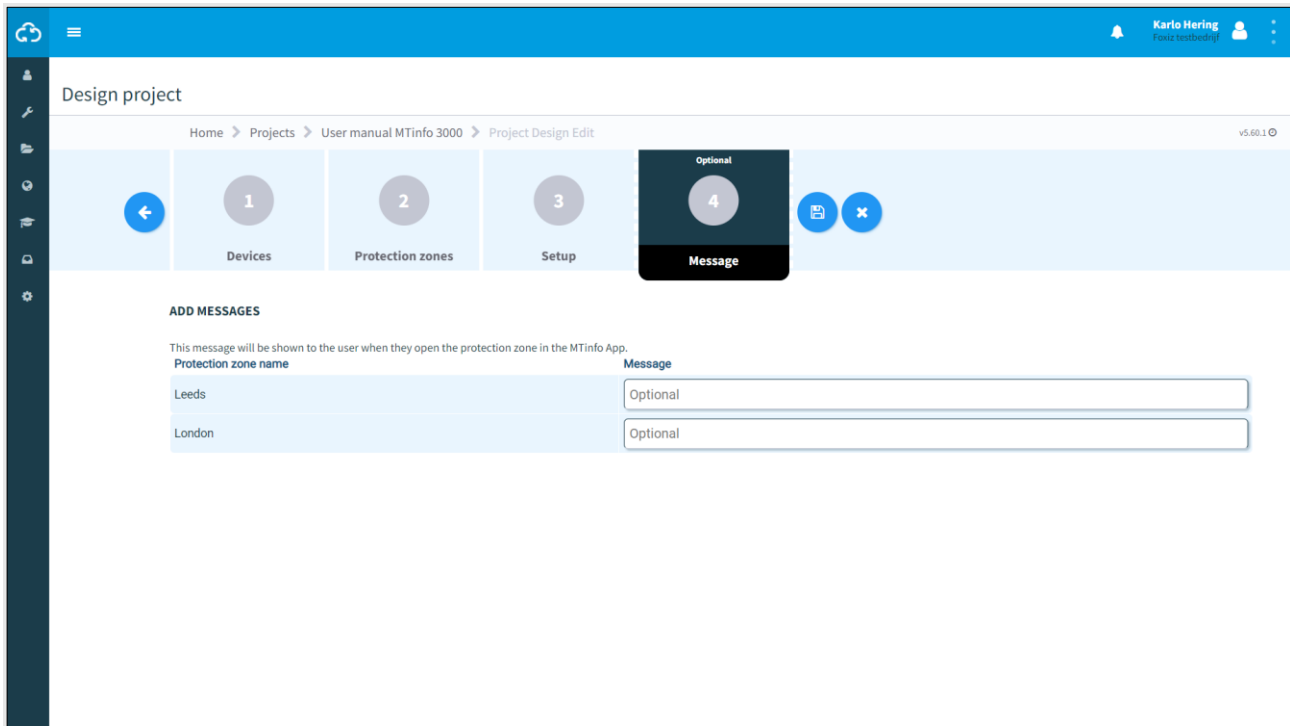 Karlo Hering
Foxiz testbedrijf
Design project
Home Projects User manual MTinfo 3000 Project Design Edit
v5.60.1
Optional
1 2 3 4
Devices Protection zones Setup Message
ADD MESSAGES
This message will be shown to the user when they open the protection zone in the MTinfo App.
Protection zone name Message
Leeds Optional
London Optional